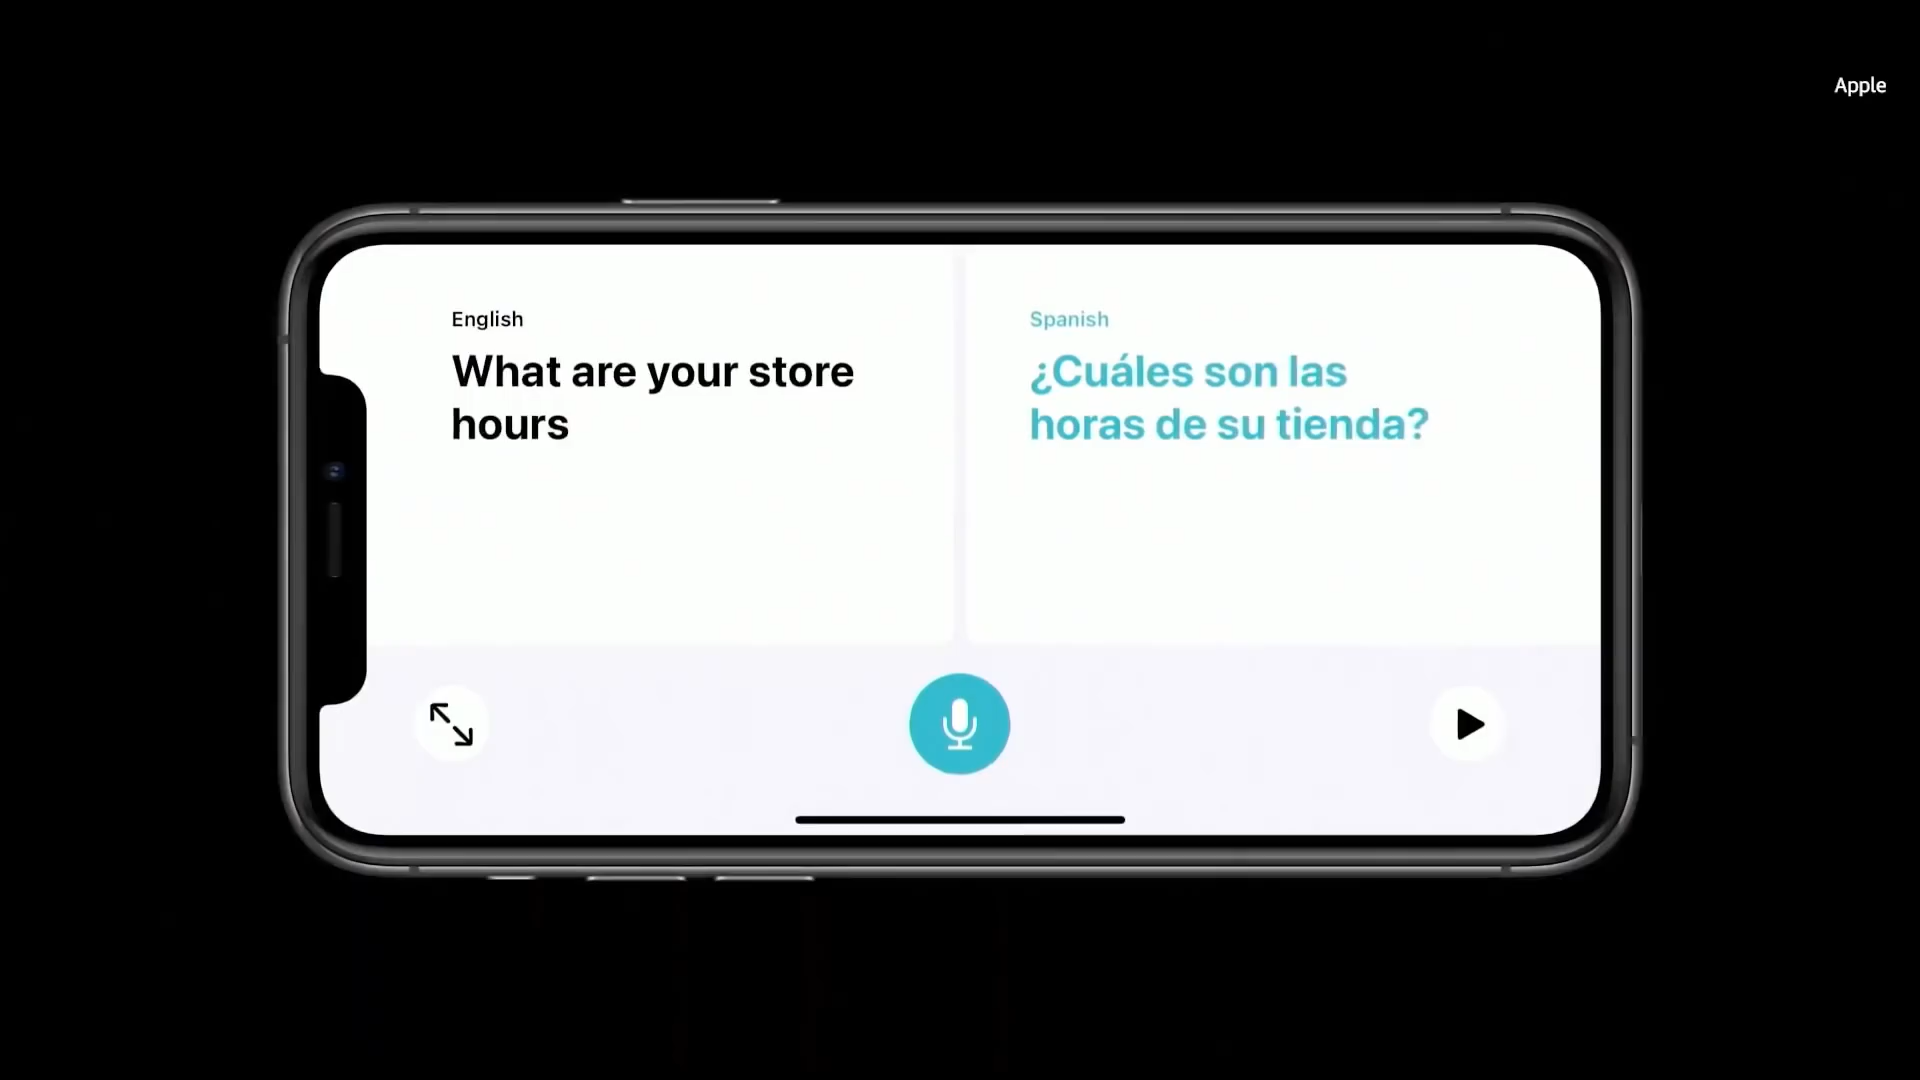 Apple
English
What are your store
hours
Spanish
¿Cuáles son las
horas de su tienda?